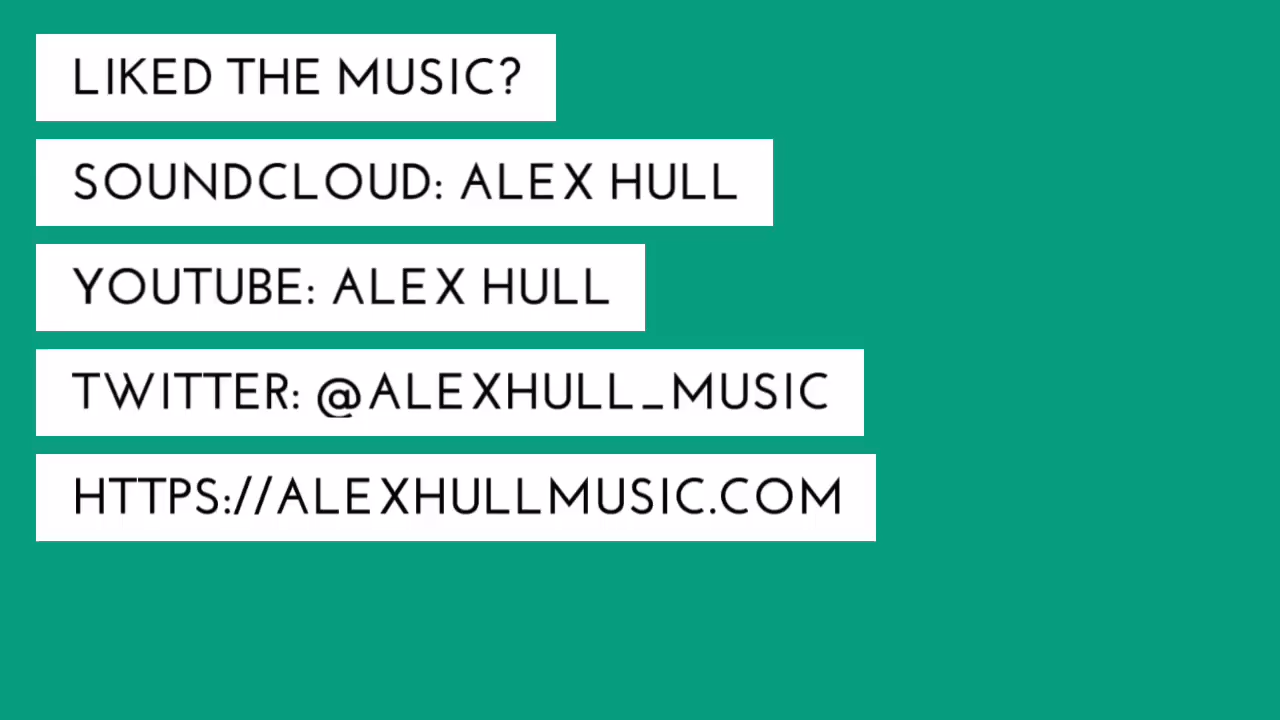 LIKED THE MUSIC?
SOUNDCLOUD: ALEX HULL
YOUTUBE: ALEX HULL
TWITTER: @ALEXHULL_MUSIC
HTTPS://ALEXHULLMUSIC.COM